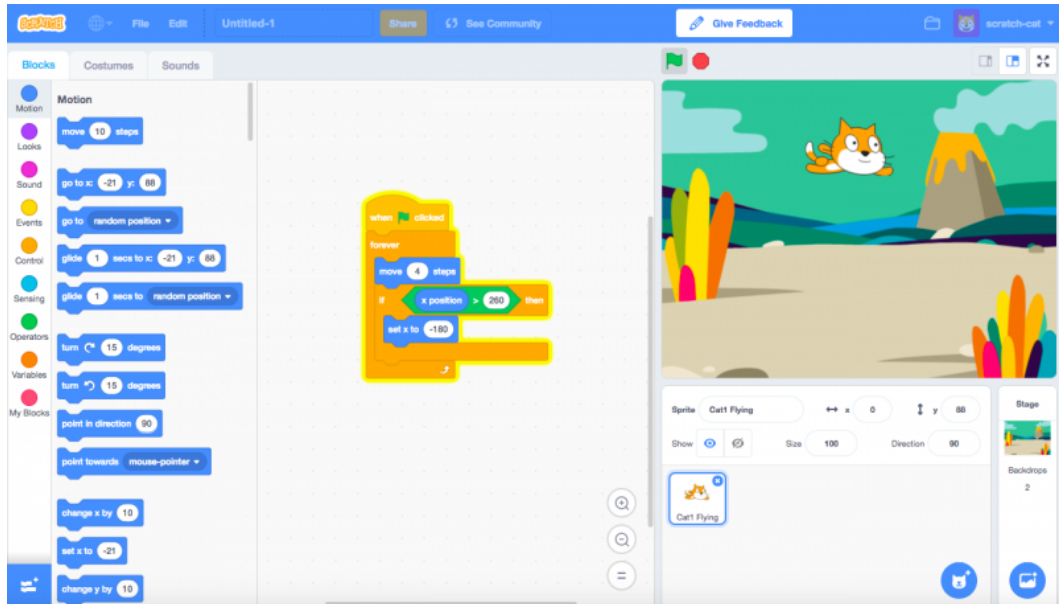 SCRATCH File Edit Untitled-1 Share See Community Give Feedback scratch-cat
Blocks Costumes Sounds
Motion
Looks
Sound
Events
Control
Sensing
Operators
Variables
My Blocks
Motion
move 10 steps
go to x: -21 y: 88
go to random position
glide 1 secs to x: -21 y: 88
glide 1 secs to random position
turn 15 degrees
turn 15 degrees
point in direction 90
point towards mouse-pointer
change x by 10
set x to -21
change y by 10
when clicked
forever
move 4 steps
if x position > 260 then
set x to -180
Sprite Cat1 Flying x 0 y 88
Show Size 100 Direction 90
Cat1 Flying
Stage
Backdrops
2